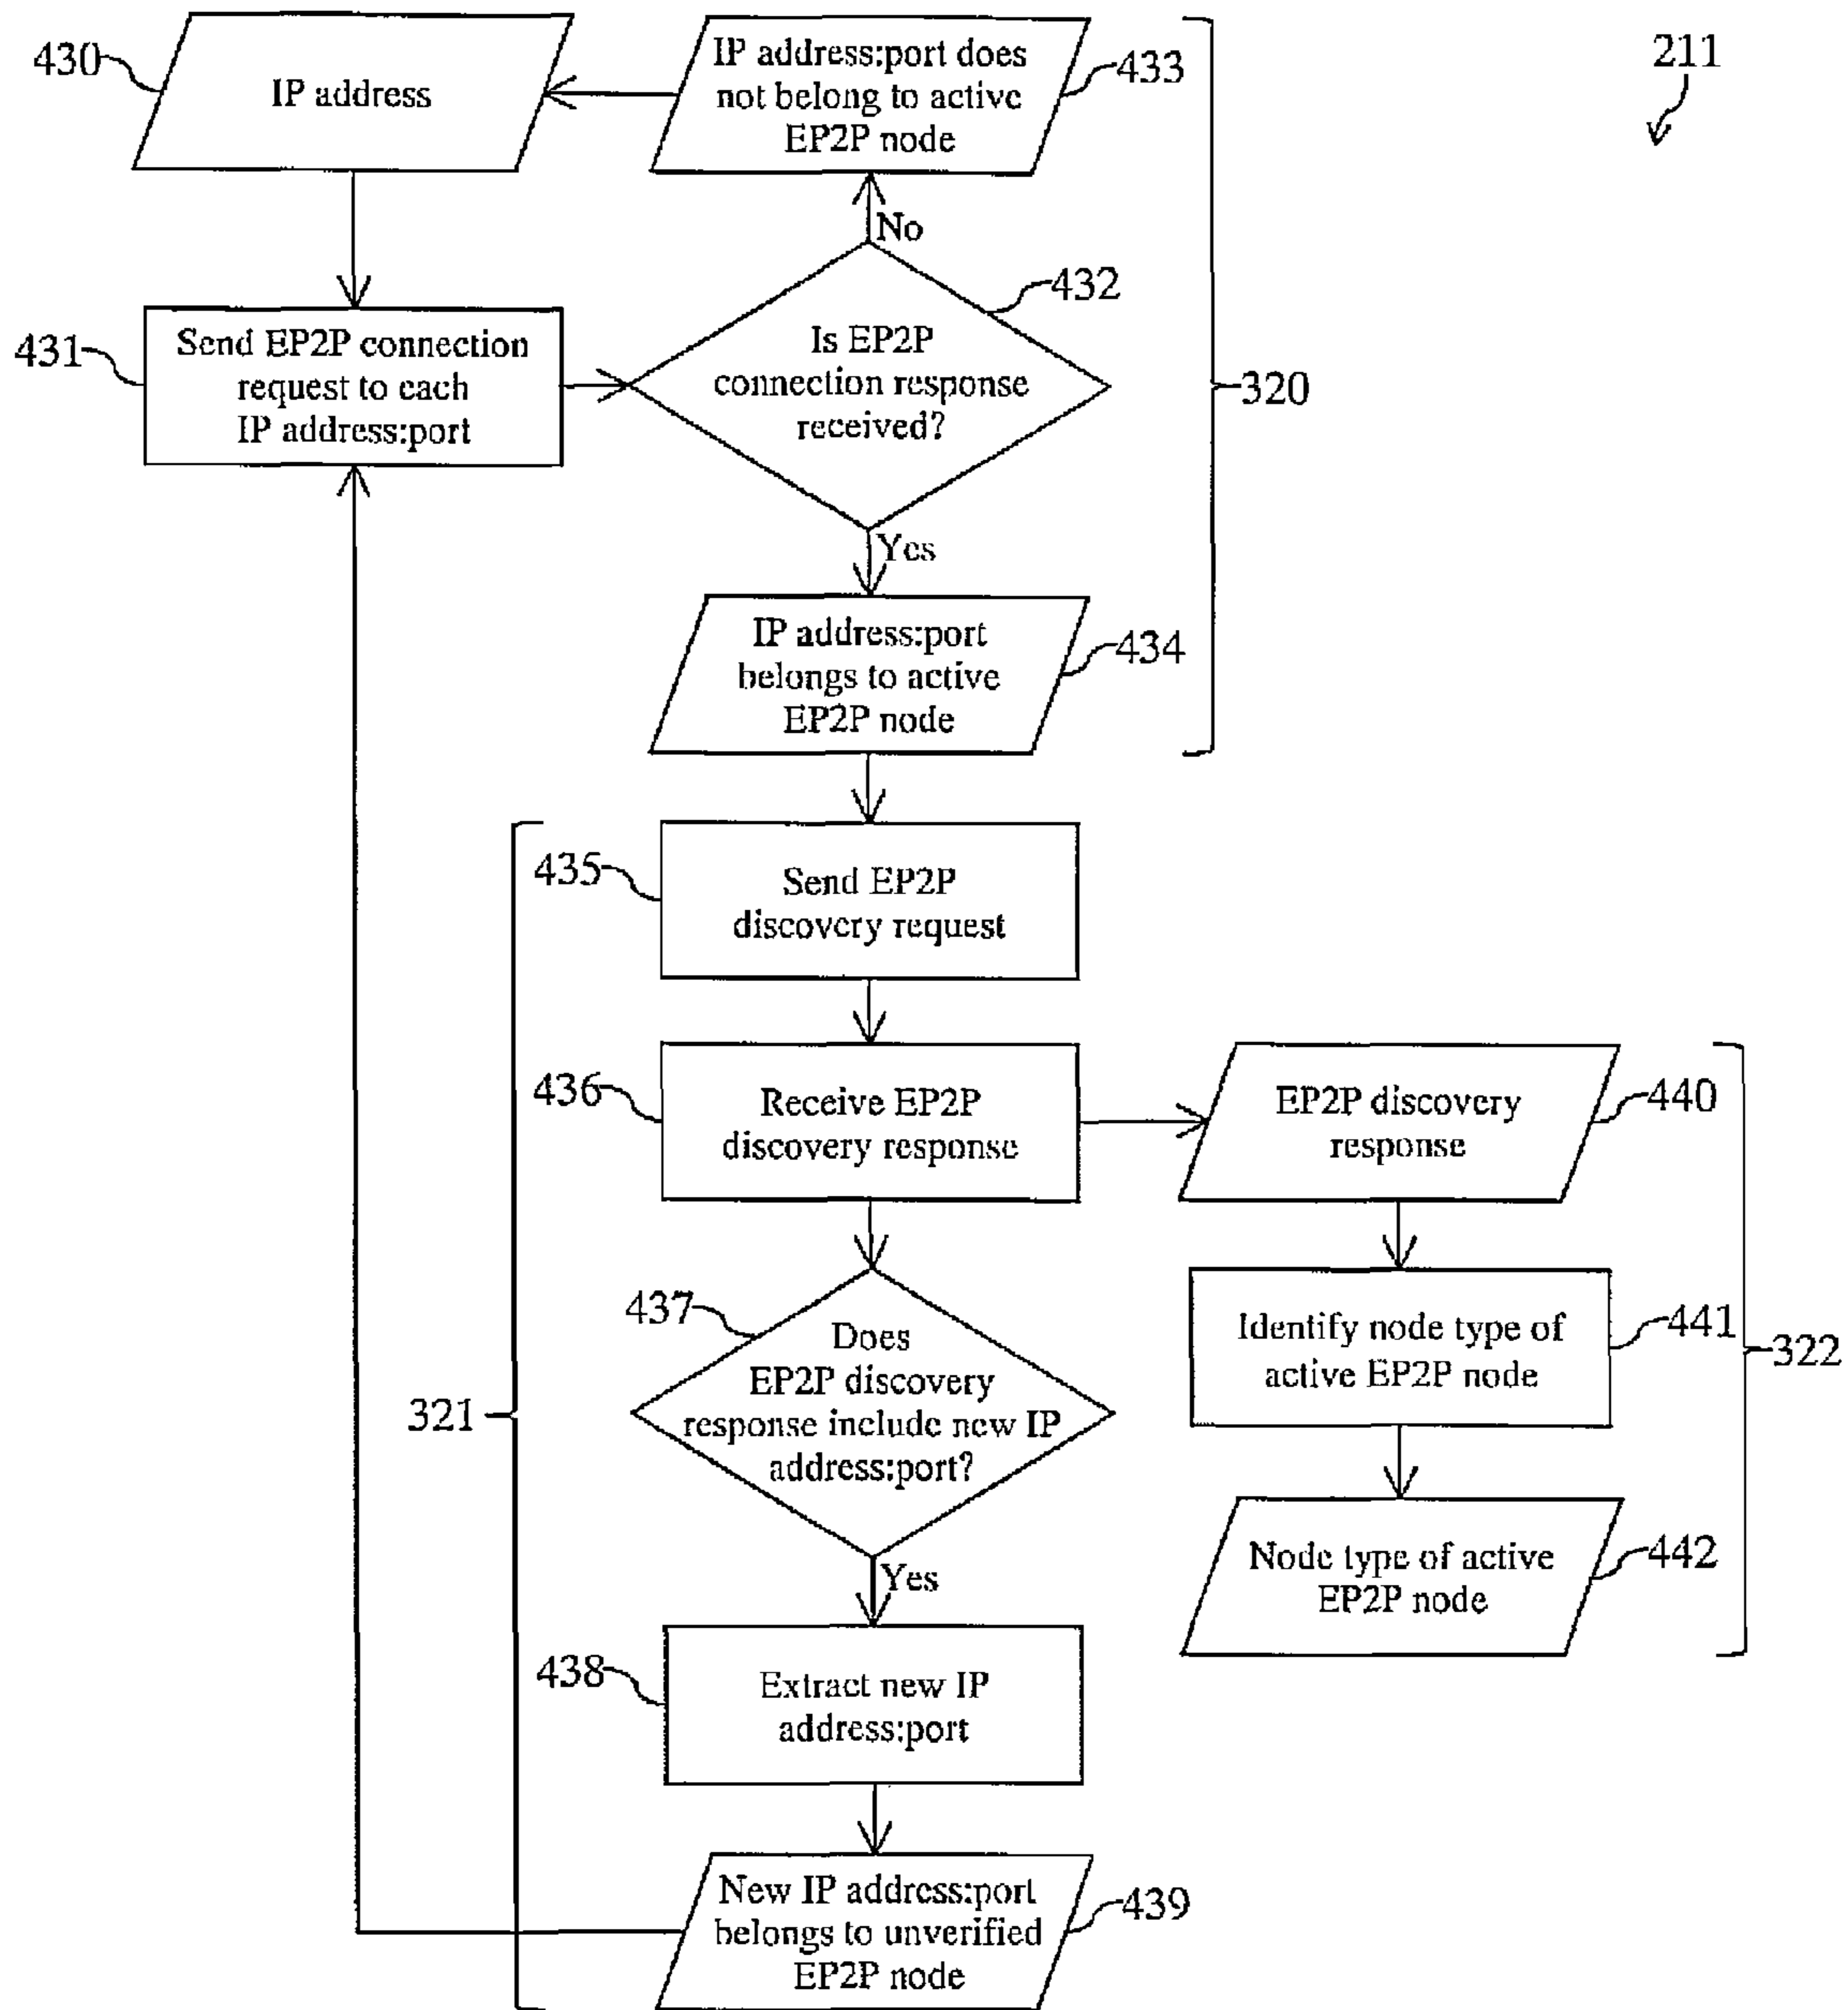 430
IP address
IP address:port does
not belong to active
EP2P node
433
211
No
432
431
Send EP2P connection
request to each
IP address:port
Is EP2P
connection response
received?
320
Yes
IP address:port
belongs to active
EP2P node
434
435
Send EP2P
discovery request
436
Receive EP2P
discovery response
EP2P discovery
response
440
437
Does
EP2P discovery
response include new IP
address:port?
321
Identify node type of
active EP2P node
441
322
Yes
Node type of active
EP2P node
442
438
Extract new IP
address:port
New IP address:port
belongs to unverified
EP2P node
439